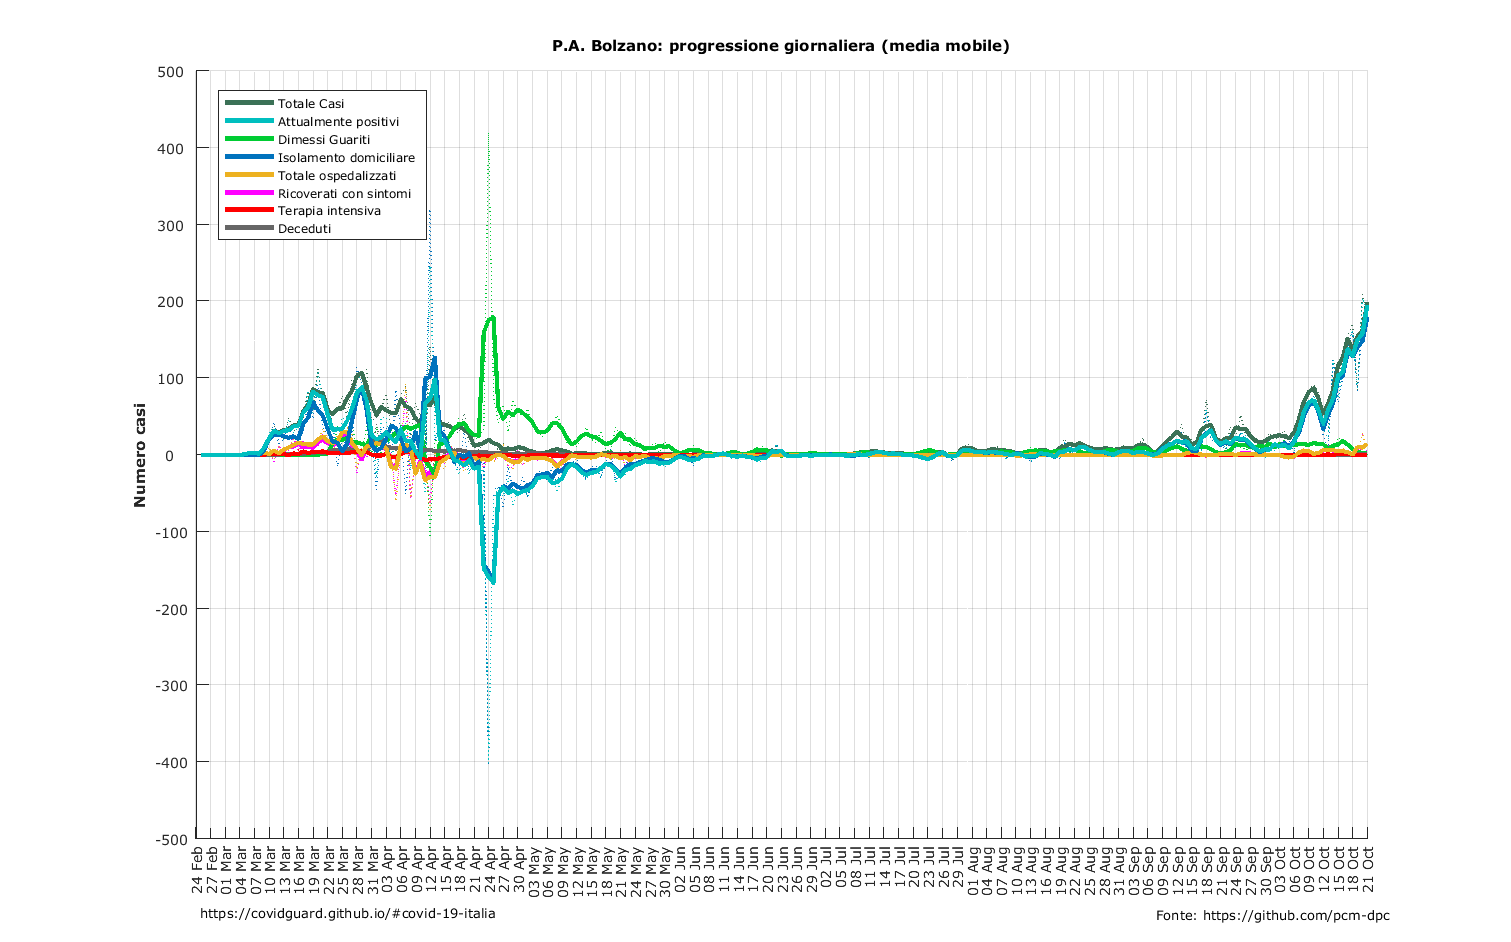 P.A. Bolzano: progressione giornaliera (media mobile)
500
400
300
200
100
0
-100
-200
-300
-400
-500
Numero casi
Totale Casi
Attualmente positivi
Dimessi Guariti
Isolamento domiciliare
Totale ospedalizzati
Ricoverati con sintomi
Terapia intensiva
Deceduti
24 Feb
27 Feb
01 Mar
04 Mar
07 Mar
10 Mar
13 Mar
16 Mar
19 Mar
22 Mar
25 Mar
28 Mar
31 Mar
03 Apr
06 Apr
09 Apr
12 Apr
15 Apr
18 Apr
21 Apr
24 Apr
27 Apr
30 Apr
03 May
06 May
09 May
12 May
15 May
18 May
21 May
24 May
27 May
30 May
02 Jun
05 Jun
08 Jun
11 Jun
14 Jun
17 Jun
20 Jun
23 Jun
26 Jun
29 Jun
02 Jul
05 Jul
08 Jul
11 Jul
14 Jul
17 Jul
20 Jul
23 Jul
26 Jul
29 Jul
01 Aug
04 Aug
07 Aug
10 Aug
13 Aug
16 Aug
19 Aug
22 Aug
25 Aug
28 Aug
31 Aug
03 Sep
06 Sep
09 Sep
12 Sep
15 Sep
18 Sep
21 Sep
24 Sep
27 Sep
30 Sep
03 Oct
06 Oct
09 Oct
12 Oct
15 Oct
18 Oct
21 Oct
https://covidguard.github.io/#covid-19-italia
Fonte: https://github.com/pcm-dpc